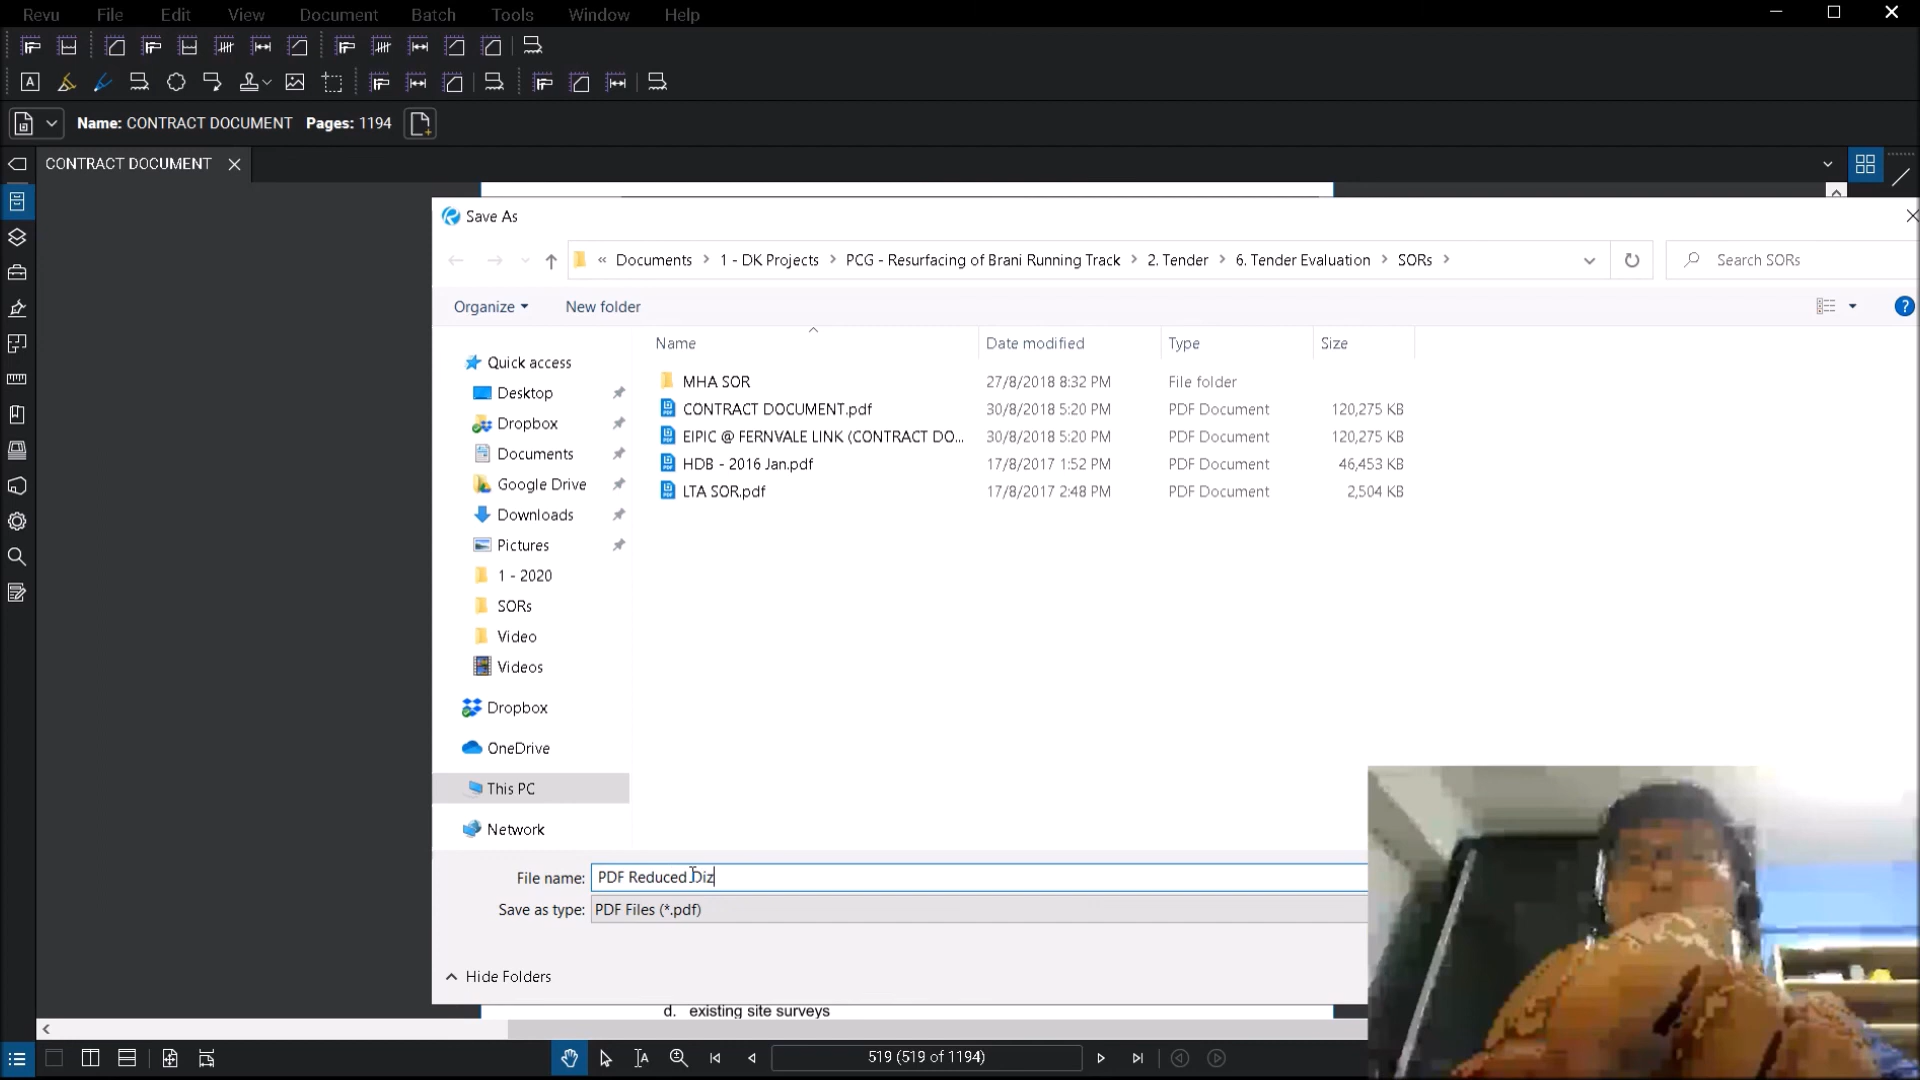 Revu File Edit View Document Batch Tools Window Help
Name: CONTRACT DOCUMENT Pages: 1194
CONTRACT DOCUMENT
Save As
« Documents > 1 - DK Projects > PCG - Resurfacing of Brani Running Track > 2. Tender > 6. Tender Evaluation > SORs >
Search SORs
Organize New folder
Name Date modified Type Size
Quick access
Desktop
Dropbox
Documents
Google Drive
Downloads
Pictures
1 - 2020
SORs
Video
Videos
Dropbox
OneDrive
This PC
Network
MHA SOR 27/8/2018 8:32 PM File folder
CONTRACT DOCUMENT.pdf 30/8/2018 5:20 PM PDF Document 120,275 KB
EIPIC @ FERNVALE LINK (CONTRACT DO... 30/8/2018 5:20 PM PDF Document 120,275 KB
HDB - 2016 Jan.pdf 17/8/2017 1:52 PM PDF Document 46,453 KB
LTA SOR.pdf 17/8/2017 2:48 PM PDF Document 2,504 KB
File name: PDF Reduced Diz
Save as type: PDF Files (*.pdf)
Hide Folders
d. existing site surveys
519 (519 of 1194)